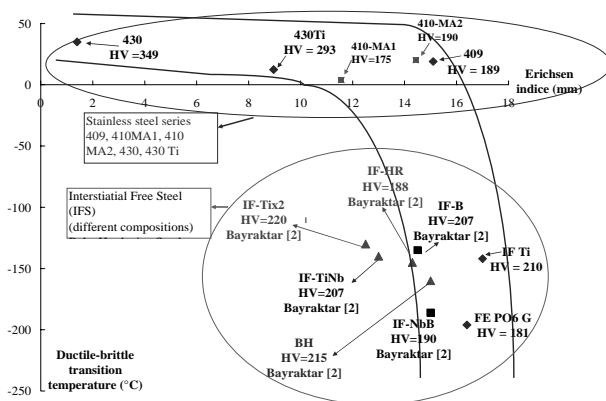 100
50
0
-50
-100
-150
-200
-250
0 2 4 6 8 10 12 14 16 18
430
HV=349
430Ti
HV = 293
410-MA1
HV=175
410-MA2
HV=190
409
HV = 189
Erichsen
indice (mm)
Stainless steel series
409, 410MA1, 410
MA2, 430, 430 Ti
Interstiatial Free Steel
(IFS)
(different compositions)
IF-HR
HV=188
Bayraktar [2]
IF-Tix2
HV=220
Bayraktar [2]
IF-B
HV=207
Bayraktar [2]
IF Ti
HV = 210
IF-TiNb
HV=207
Bayraktar [2]
IF-NbB
HV=190
Bayraktar [2]
FE PO6 G
HV = 181
BH
HV=215
Bayraktar [2]
Ductile-brittle
transition
temperature (°C)